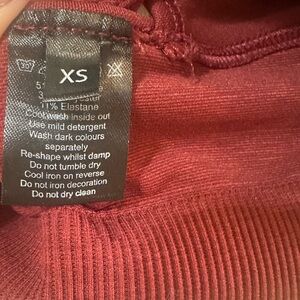 XS
11% Elastane
Cool wash inside out
Use mild detergent
Wash dark colours
separately
Re-shape whilst damp
Do not tumble dry
Cool iron on reverse
Do not iron decoration
Do not dry clean